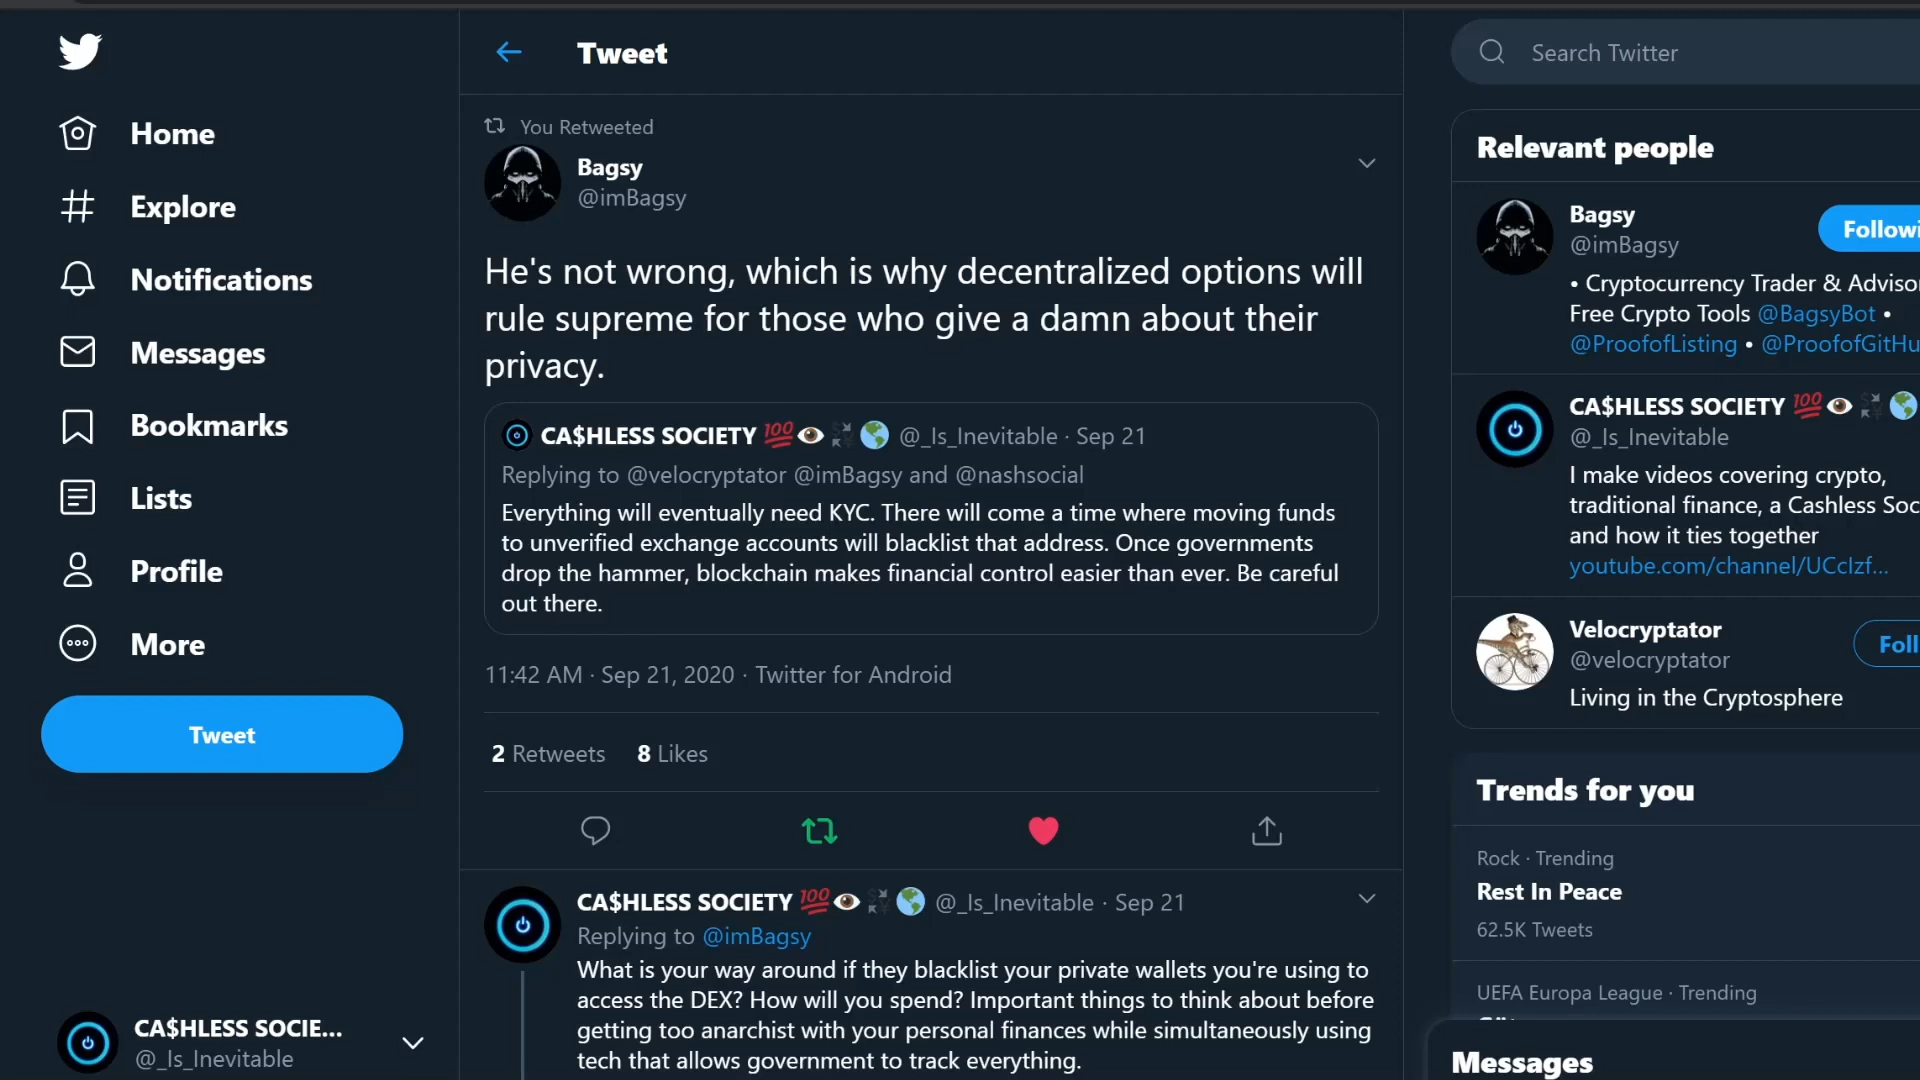 Home
Explore
Notifications
Messages
Bookmarks
Lists
Profile
More
Tweet
CA$HLESS SOCIE...
@_Is_Inevitable
Tweet
You Retweeted
Bagsy
@imBagsy
He's not wrong, which is why decentralized options will
rule supreme for those who give a damn about their
privacy.
CA$HLESS SOCIETY 💯👁💱🌎 @_Is_Inevitable · Sep 21
Replying to @velocryptator @imBagsy and @nashsocial
Everything will eventually need KYC. There will come a time where moving funds
to unverified exchange accounts will blacklist that address. Once governments
drop the hammer, blockchain makes financial control easier than ever. Be careful
out there.
11:42 AM · Sep 21, 2020 · Twitter for Android
2 Retweets 8 Likes
CA$HLESS SOCIETY 💯👁💱🌎 @_Is_Inevitable · Sep 21
Replying to @imBagsy
What is your way around if they blacklist your private wallets you're using to
access the DEX? How will you spend? Important things to think about before
getting too anarchist with your personal finances while simultaneously using
tech that allows government to track everything.
Search Twitter
Relevant people
Bagsy
@imBagsy
Followi
• Cryptocurrency Trader & Adviso
Free Crypto Tools @BagsyBot •
@ProofofListing • @ProofofGitHu
CA$HLESS SOCIETY 💯👁💱🌎
@_Is_Inevitable
I make videos covering crypto,
traditional finance, a Cashless Soc
and how it ties together
youtube.com/channel/UCcIzf...
Velocryptator
@velocryptator
Foll
Living in the Cryptosphere
Trends for you
Rock · Trending
Rest In Peace
62.5K Tweets
UEFA Europa League · Trending
Messages